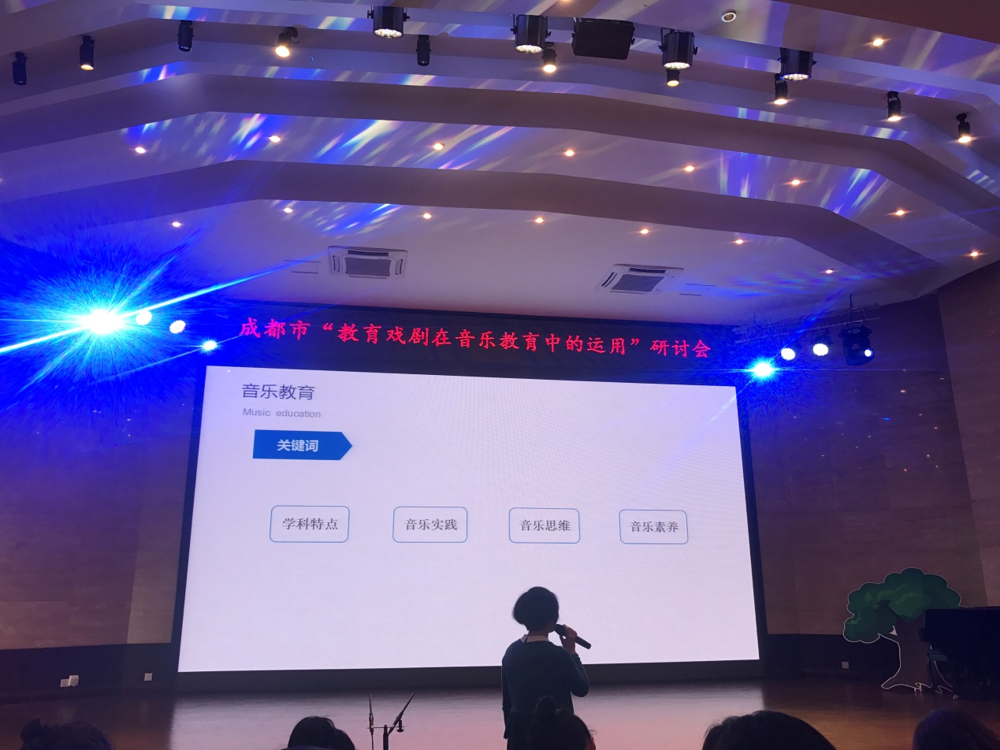 成都市“教育戏剧在音乐教育中的运用”研讨会
音乐教育
Music education
关键词
学科特点 音乐实践 音乐思维 音乐素养